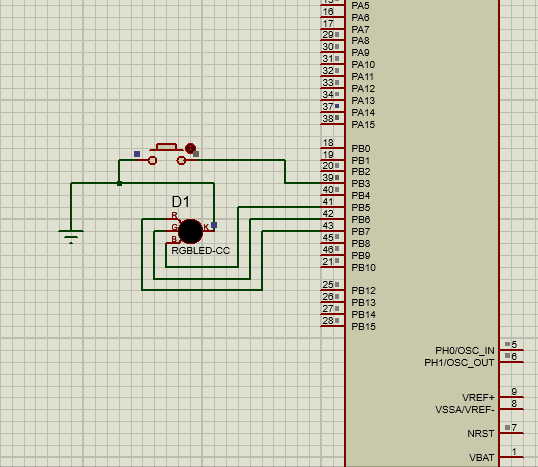 15 PA5
16 PA6
17 PA7
29 PA8
30 PA9
31 PA10
32 PA11
33 PA12
34 PA13
37 PA14
38 PA15
18 PB0
19 PB1
20 PB2
39 PB3
40 PB4
41 PB5
42 PB6
43 PB7
45 PB8
46 PB9
21 PB10
25 PB12
26 PB13
27 PB14
28 PB15
D1
R
G K
B
RGBLED-CC
PH0/OSC_IN 5
PH1/OSC_OUT 6
VREF+ 9
VSSA/VREF- 8
NRST 7
VBAT 1